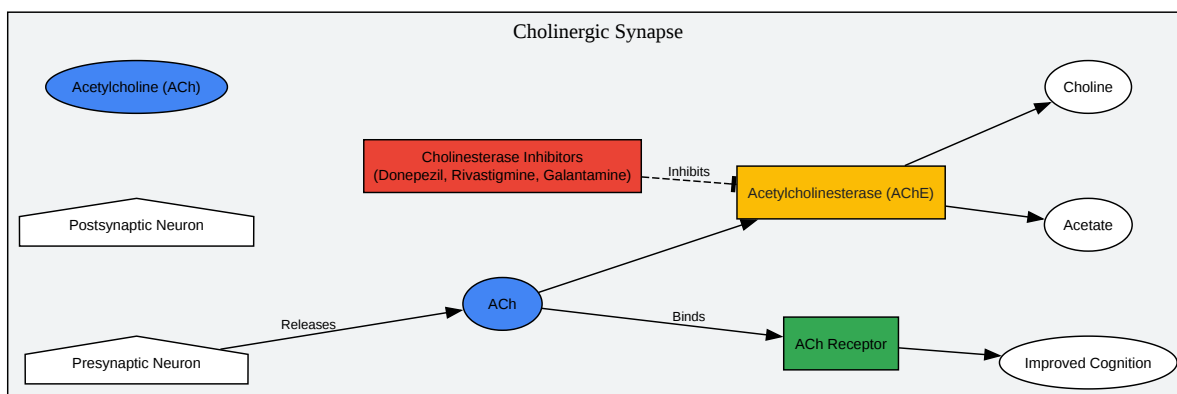 Cholinergic Synapse
Acetylcholine (ACh)
Choline
Cholinesterase Inhibitors
(Donepezil, Rivastigmine, Galantamine)
Inhibits
Acetylcholinesterase (AChE)
Postsynaptic Neuron
Acetate
ACh
Releases
Binds
ACh Receptor
Presynaptic Neuron
Improved Cognition